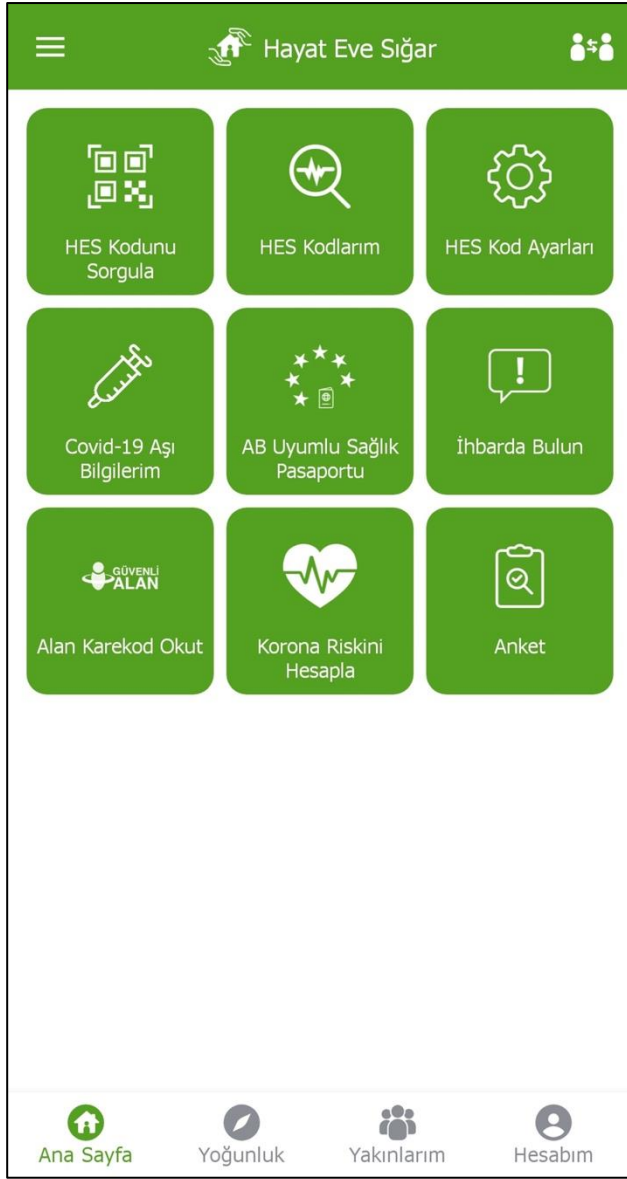 Hayat Eve Sığar
HES Kodunu
Sorgula
HES Kodlarım
HES Kod Ayarları
Covid-19 Aşı
Bilgilerim
AB Uyumlu Sağlık
Pasaportu
İhbarda Bulun
GÜVENLİ
ALAN
Alan Karekod Okut
Korona Riskini
Hesapla
Anket
Ana Sayfa
Yoğunluk
Yakınlarım
Hesabım